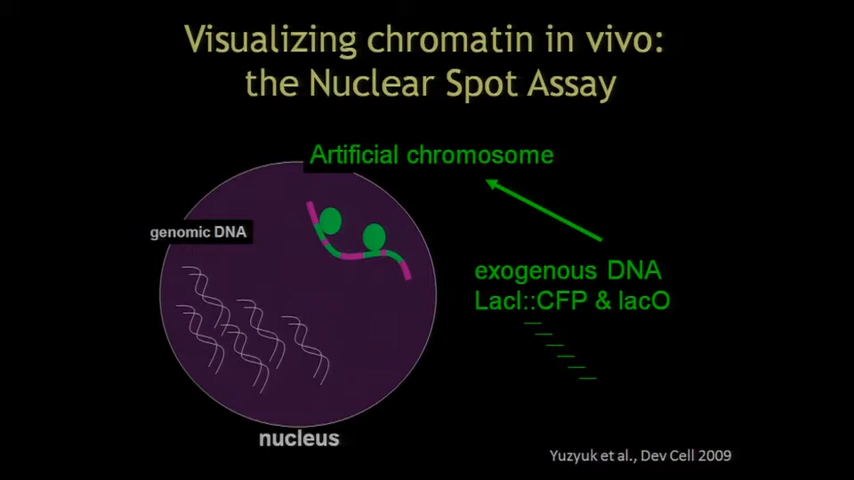 Visualizing chromatin in vivo:
the Nuclear Spot Assay
Artificial chromosome
genomic DNA
exogenous DNA
LacI::CFP & lacO
nucleus
Yuzyuk et al., Dev Cell 2009